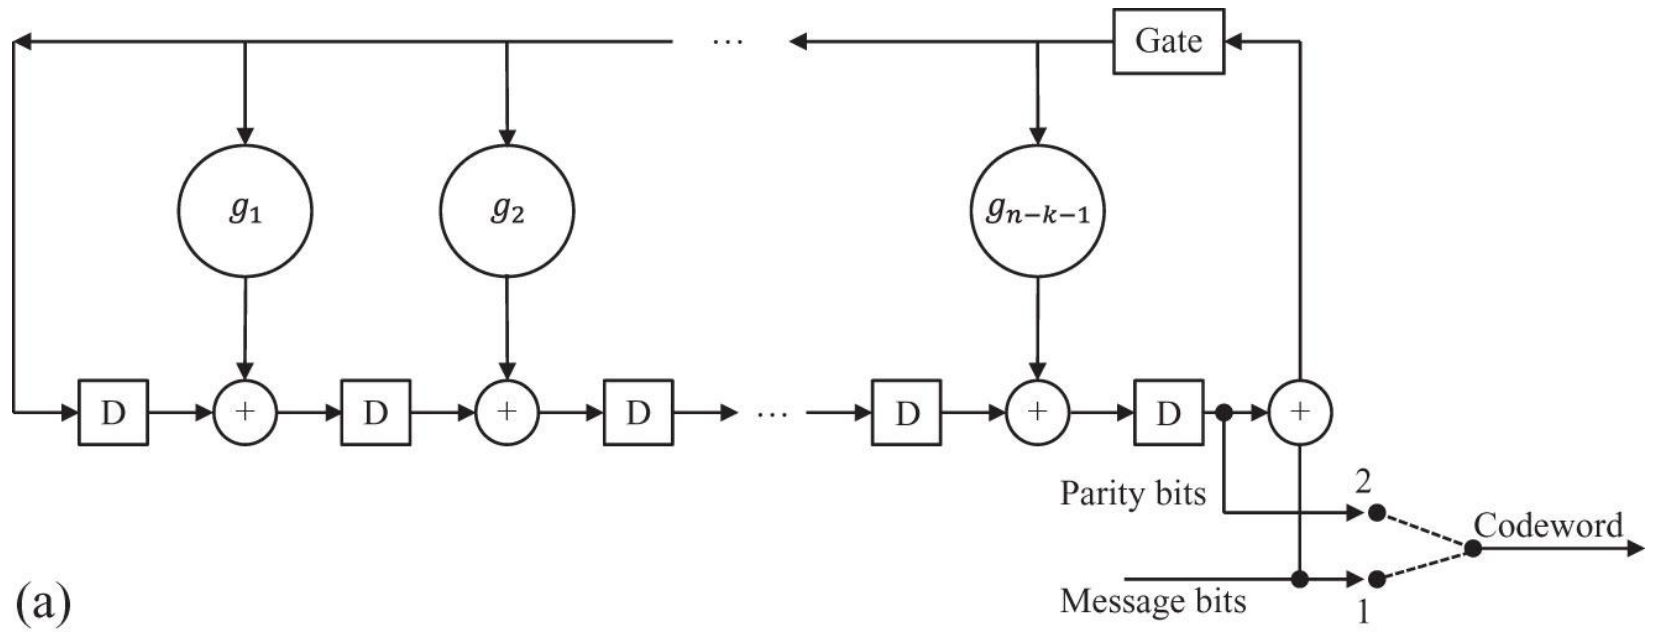 ...
Gate
g₁
g₂
gₙ₋ₖ₋₁
D
+
D
+
D
...
D
+
D
+
2
Parity bits
Codeword
Message bits
1
(a)